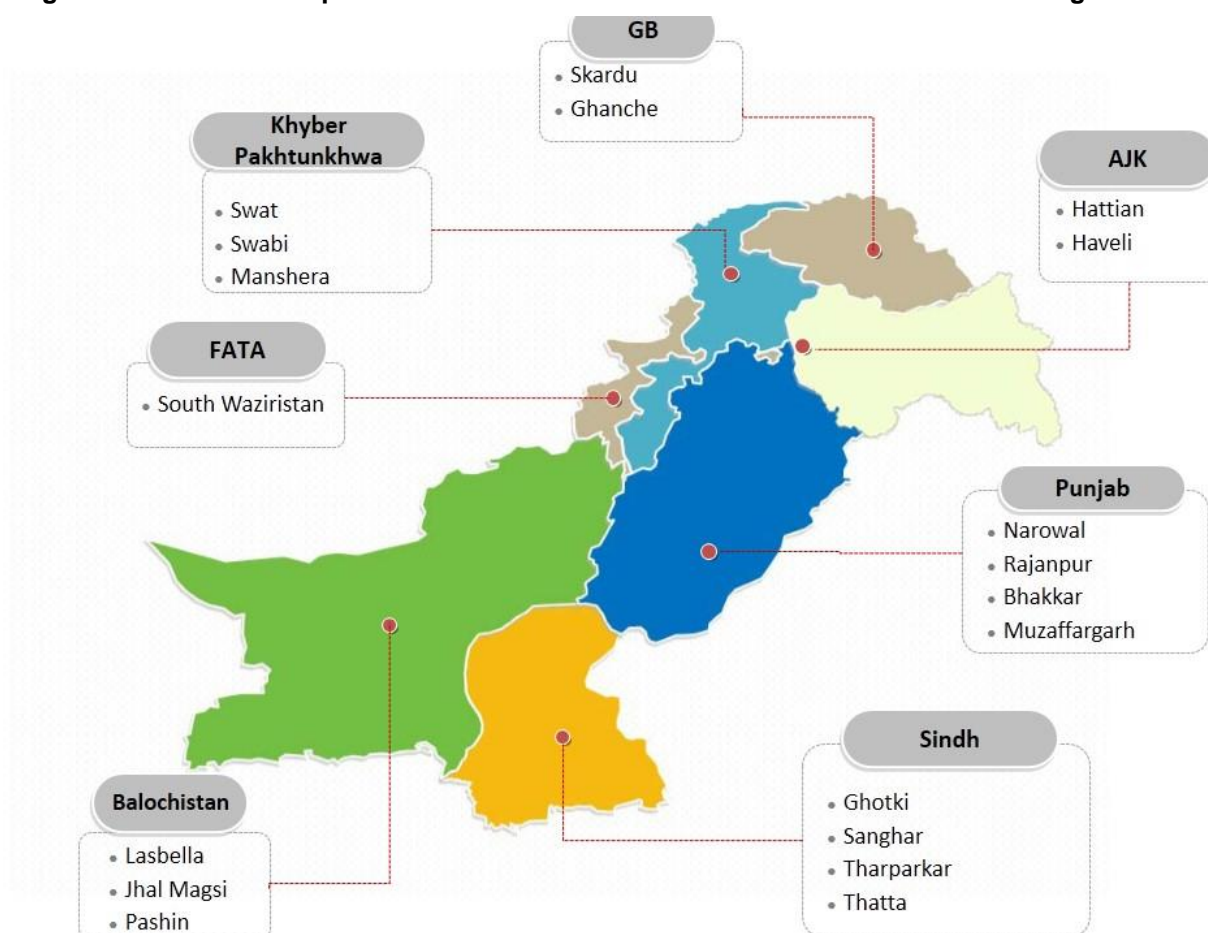 GB
• Skardu
• Ghanche
Khyber
Pakhtunkhwa
• Swat
• Swabi
• Manshera
AJK
• Hattian
• Haveli
FATA
• South Waziristan
Punjab
• Narowal
• Rajanpur
• Bhakkar
• Muzaffargarh
Sindh
• Ghotki
• Sanghar
• Tharparkar
• Thatta
Balochistan
• Lasbella
• Jhal Magsi
• Pashin